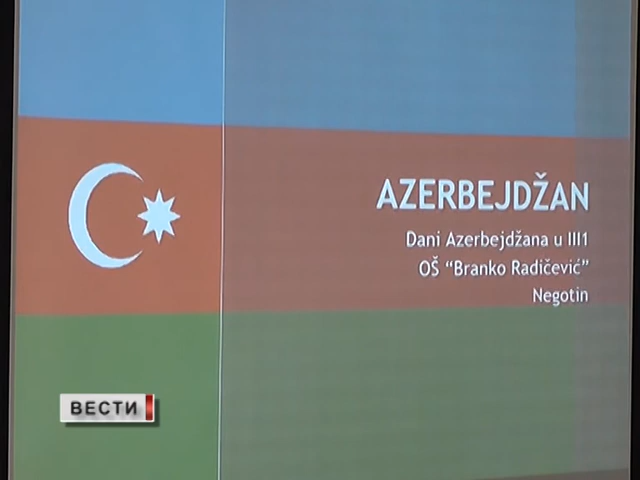 AZERBEJDŽAN
Dani Azerbejdžana u III1
OŠ “Branko Radičević”
Negotin
ВЕСТИ